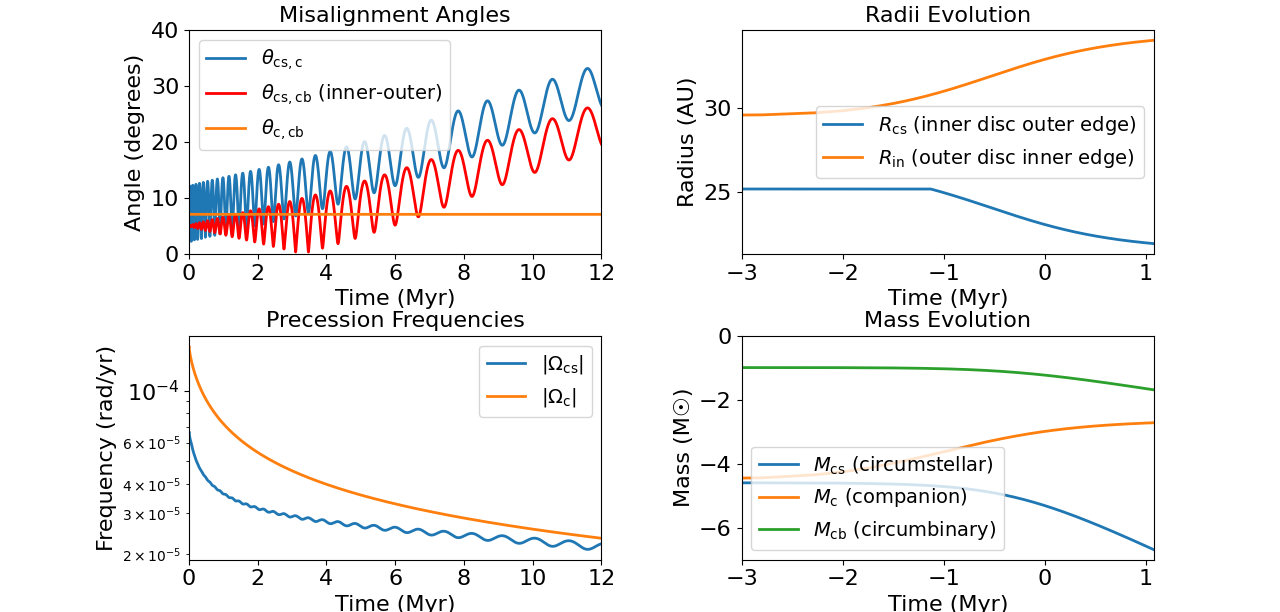 Misalignment Angles
Angle (degrees)
40
30
20
10
0
θcs, c
θcs, cb (inner-outer)
θc, cb
0 2 4 6 8 10 12
Time (Myr)
Radii Evolution
Radius (AU)
30
25
Rcs (inner disc outer edge)
Rin (outer disc inner edge)
−3 −2 −1 0 1
Time (Myr)
Precession Frequencies
Frequency (rad/yr)
10⁻⁴
6 × 10⁻⁵
4 × 10⁻⁵
3 × 10⁻⁵
2 × 10⁻⁵
|Ωcs|
|Ωc|
0 2 4 6 8 10 12
Time (Myr)
Mass Evolution
Mass (M☉)
0
−2
−4
−6
Mcs (circumstellar)
Mc (companion)
Mcb (circumbinary)
−3 −2 −1 0 1
Time (Myr)